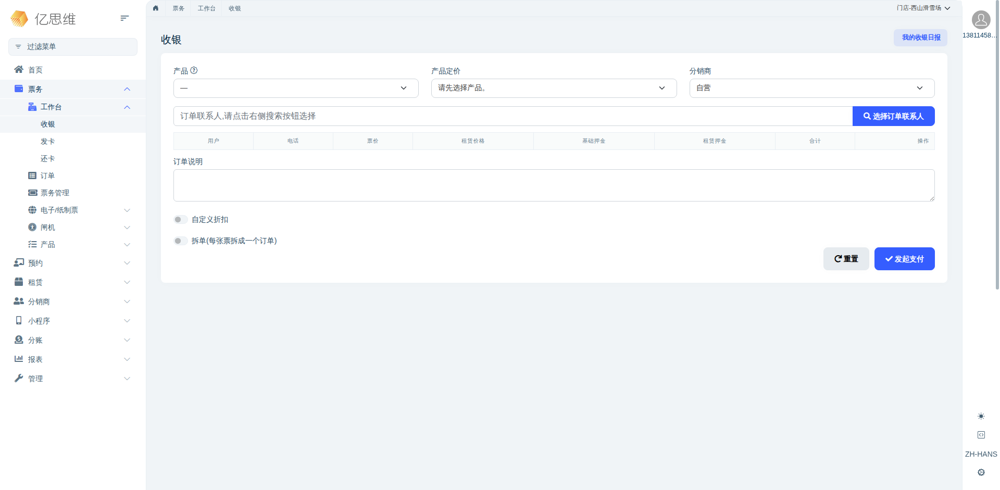 亿思维
过滤菜单
首页
票务
工作台
收银
发卡
还卡
订单
票务管理
电子/纸制票
闸机
产品
预约
租赁
分销商
小程序
分账
报表
管理
票务 工作台 收银
门店-西山滑雪场
收银
我的收银日报
产品 产品定价 分销商
— 请先选择产品。 自营
订单联系人,请点击右侧搜索按钮选择 选择订单联系人
用户 电话 票价 租赁价格 基础押金 租赁押金 合计 操作
订单说明
自定义折扣
拆单(每张票拆成一个订单)
重置 发起支付
13811458...
ZH-HANS